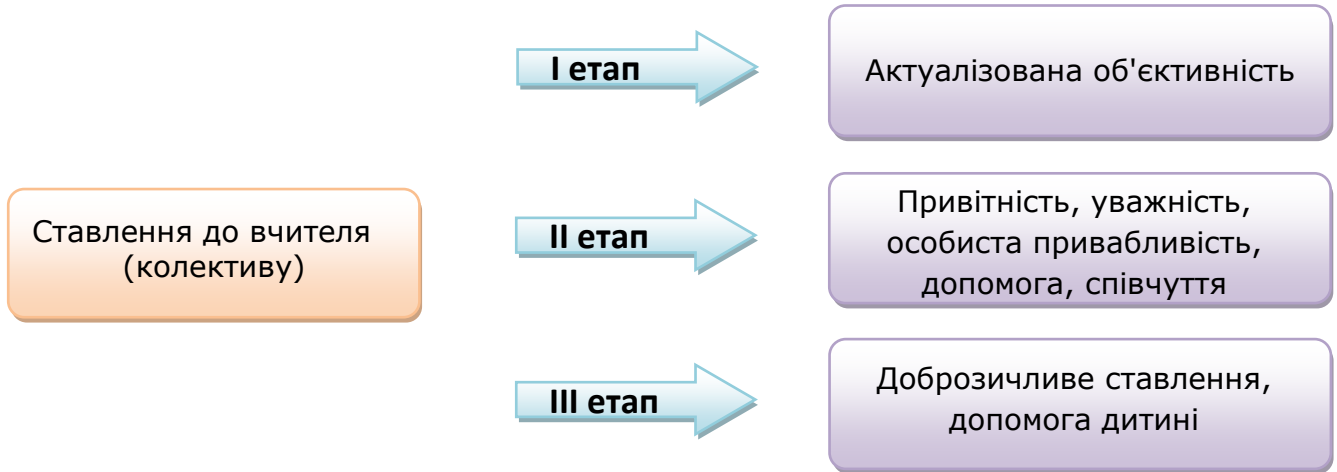 І етап
Актуалізована об'єктивність
Ставлення до вчителя
(колективу)
ІІ етап
Привітність, уважність,
особиста привабливість,
допомога, співчуття
ІІІ етап
Доброзичливе ставлення,
допомога дитині